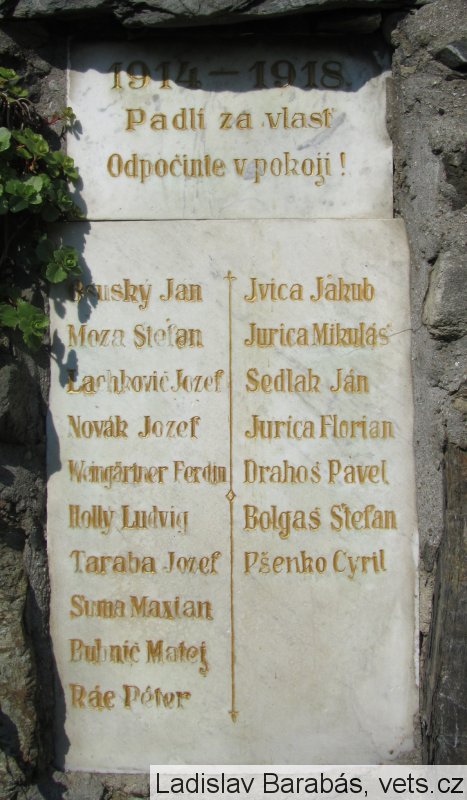 1914 – 1918.
Padlì za vlasť
Odpočinte v pokoji !
Jan
Moza Štefan
Lachkovič Jozef
Novák Jozef
Weingärtner Ferdin
Hollý Ludvig
Taraba Jozef
Suma Maxian
Bubnič Matej
Rác Péter
Jvica Jakub
Jurica Mikuláš
Sedlak Ján
Jurica Florian
Drahoš Pavel
Bolgaš Štefan
Pšenko Cyril
Ladislav Barabás, vets.cz